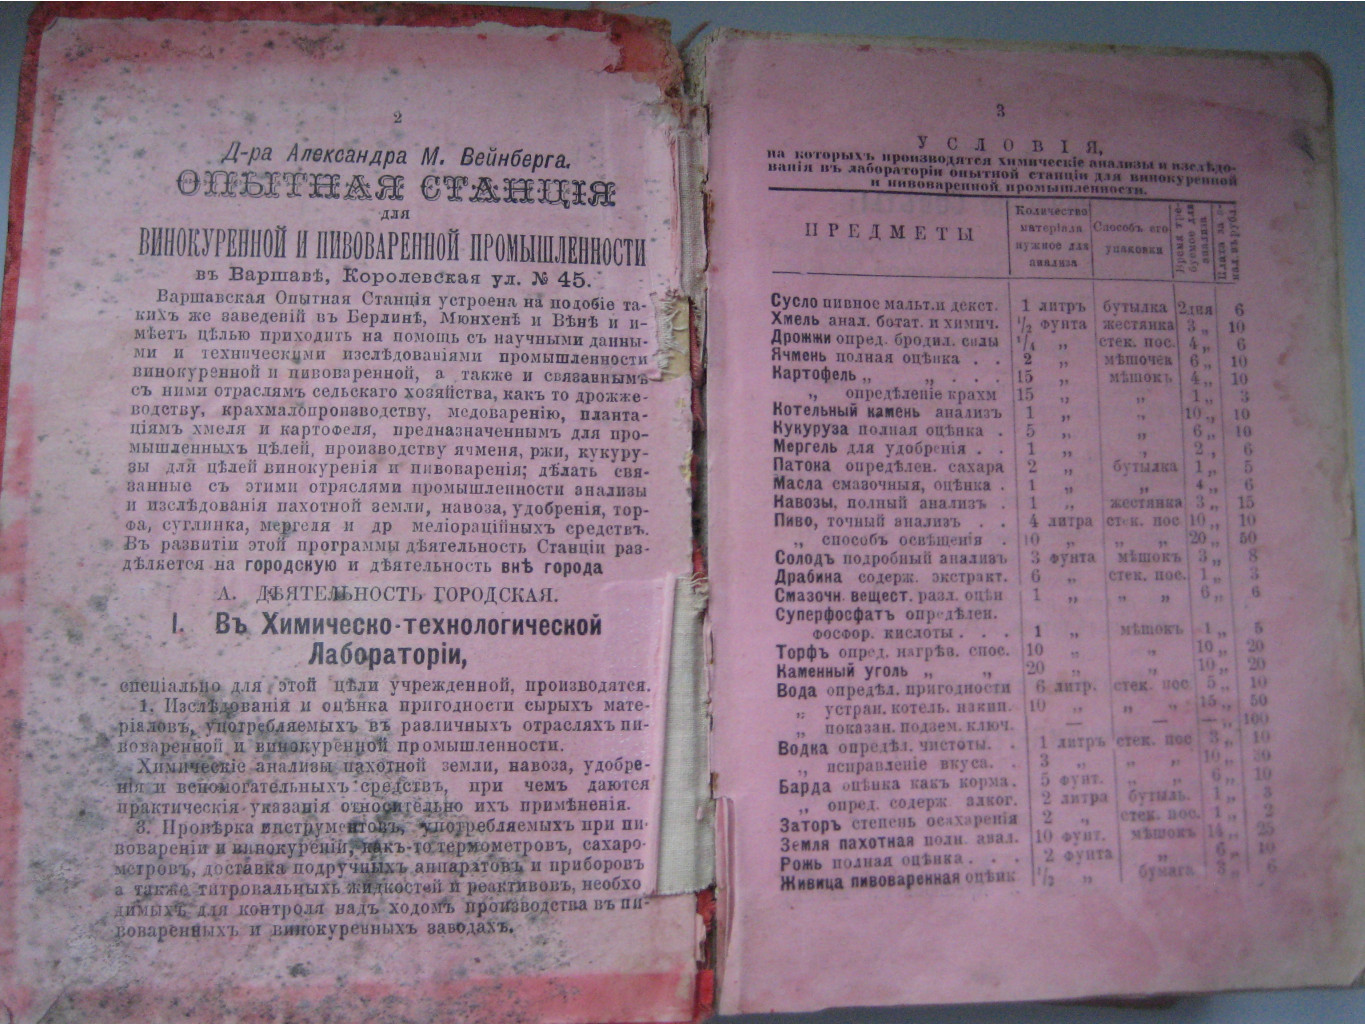 2
Д-ра Александра М. Вейнберга.
ОПЫТНАЯ СТАНЦІЯ
для
ВИНОКУРЕННОЙ И ПИВОВАРЕННОЙ ПРОМЫШЛЕННОСТИ
въ Варшавѣ, Королевская ул. № 45.
Варшавская Опытная Станція устроена на подобіе та-
кихъ же заведеній въ Берлинѣ, Мюнхенѣ и Вѣнѣ и и-
мѣетъ цѣлью приходить на помощь съ научными данны-
ми и техническими изслѣдованіями промышленности
винокуренной и пивоваренной, а также и связаннымъ
съ ними отраслямъ сельскаго хозяйства, какъ то дрожже-
водству, крахмалопроизводству, медоваренію, планта-
ціямъ хмеля и картофеля, предназначеннымъ для про-
мышленныхъ цѣлей, производству ячменя, ржи, кукуру-
зы для цѣлей винокуренія и пивоваренія; дѣлать свя-
занные съ этими отряслями промышленности анализы
и изслѣдованія пахотной земли, навоза, удобренія, тор-
фа, суглинка, мергеля и др меліораційныхъ средствъ.
Въ развитіи этой программы дѣятельность Станціи раз-
дѣляется на городскую и дѣятельность внѣ города
А. ДѢЯТЕЛЬНОСТЬ ГОРОДСКАЯ.
I. Въ Химическо-технологической
Лабораторіи,
спеціально для этой цѣли учрежденной, производятся.
1. Изслѣдованія и оцѣнка пригодности сырыхъ мате-
ріаловъ, употребляемыхъ въ различныхъ отрасляхъ пи-
воваренной и винокуренной промышленности.
Химическіе анализы пахотной земли, навоза, удобре-
нія и вспомогательныхъ средствъ, при чемъ даются
практическія указанія относительно ихъ примѣненія.
3. Провѣрка инструментовъ, употребляемыхъ при пи-
вовареніи и винокуреніи, какъ-то термометровъ, сахаро-
метровъ, доставка подручныхъ аппаратовъ и приборовъ
а также титровальныхъ жидкостей и реактивовъ, необхо
димыхъ для контроля надъ ходомъ производства въ пи-
воваренныхъ и винокуренныхъ заводахъ.
3
УСЛОВІЯ,
на которыхъ производятся химическіе анализы и изслѣдо-
ванія въ лабораторіи опытной станціи для винокуренной
и пивоваренной промышленности.
ПРЕДМЕТЫ
Количество матеріала нужное для анализа
Способъ его упаковки
Время тре-
буемое для
анализа
Плата за а-
нал въ рубл.
Сусло пивное мальт.и декст. 1 литръ бутылка 2 дня 6
Хмель анал. ботат. и химич. 1/2 фунта жестянка 3 „ 10
Дрожжи опред. бродил. силы 1/4 „ стек. пос. 4 „ 6
Ячмень полная оцѣнка . . 2 „ мѣшочек 6 „ 10
Картофель „ „ . . . 15 „ мѣшокъ 4 „ 10
„ опредѣленіе крахм 15 „ „ 1 „ 3
Котельный камень анализъ 1 „ „ 10 „ 10
Кукуруза полная оцѣнка . 5 „ „ 6 „ 10
Мергель для удобренія . . 1 „ „ 2 „ 6
Патока опредѣлен. сахара 2 „ бутылка 1 „ 5
Масла смазочныя, оцѣнка . 1 „ „ 4 „ 6
Навозы, полный анализъ . 1 „ жестянка 3 „ 15
Пиво, точный анализъ . . 4 литра стек. пос 10 „ 10
„ способъ освѣщенія . 10 „ „ „ 20 „ 50
Солодъ подробный анализъ 3 фунта мѣшокъ 3 „ 8
Драбина содерж. экстракт. 6 „ стек. пос. 1 „ 3
Смазочн. вещест. разл. оцѣн 1 „ „ „ 6 „ 6
Суперфосфатъ опредѣлен.
фосфор. кислоты . . . 1 „ мѣшокъ 1 „ 5
Торфъ опред. нагрѣв. спос. 10 „ „ 10 „ 20
Каменный уголь „ „ 20 „ „ 10 „ 20
Вода опредѣл. пригодности 6 литр. стек. пос 5 „ 10
„ устран. котель. накип. 10 „ „ „ 15 „ 50
„ показан. подзем. ключ. — — — „ 100
Водка опредѣл. чистоты. . 1 литръ стек. пос 3 „ 10
„ исправленіе вкуса. . 3 „ „ „ 10 „ 30
Барда оцѣнка какъ корма. 5 фунт. „ „ 6 „ 10
„ опред. содерж алког. 2 литра бутыль. 1 „ 3
Заторъ степень осахаренія 2 „ стек. пос. 1 „ 2
Земля пахотная полн. анал. 10 фунт. мѣшокъ 14 „ 25
Рожь полная оцѣнка . . . 2 фунта „ 6 „ 10
Живица пивоваренная оцѣнк 1/2 „ бумага 3 „ 6